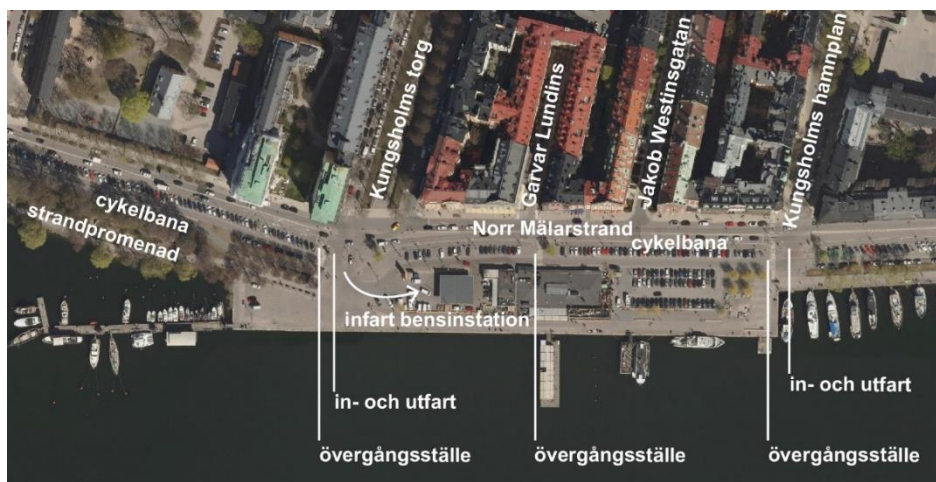 Kungsholms torg
Garvar Lundins
Jakob Westinsgatan
Kungsholms hamnplan
cykelbana
strandpromenad
Norr Mälarstrand
cykelbana
infart bensinstation
in- och utfart
in- och utfart
övergångsställe
övergångsställe
övergångsställe